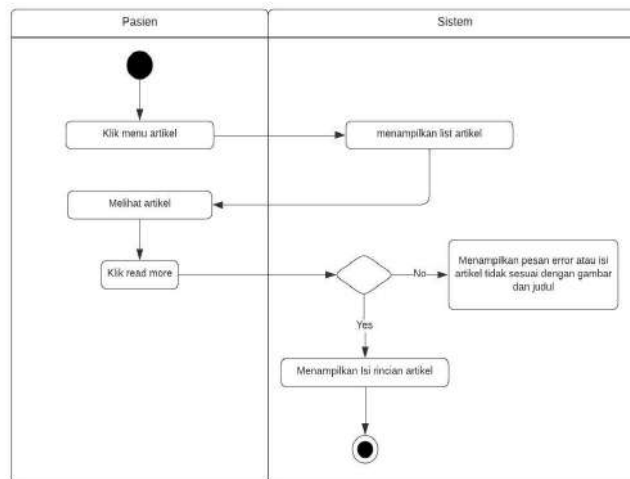 Pasien
Sistem
Klik menu artikel
menampilkan list artikel
Melihat artikel
Klik read more
No
Menampilkan pesan error atau isi
artikel tidak sesuai dengan gambar
dan judul
Yes
Menampilkan Isi rincian artikel